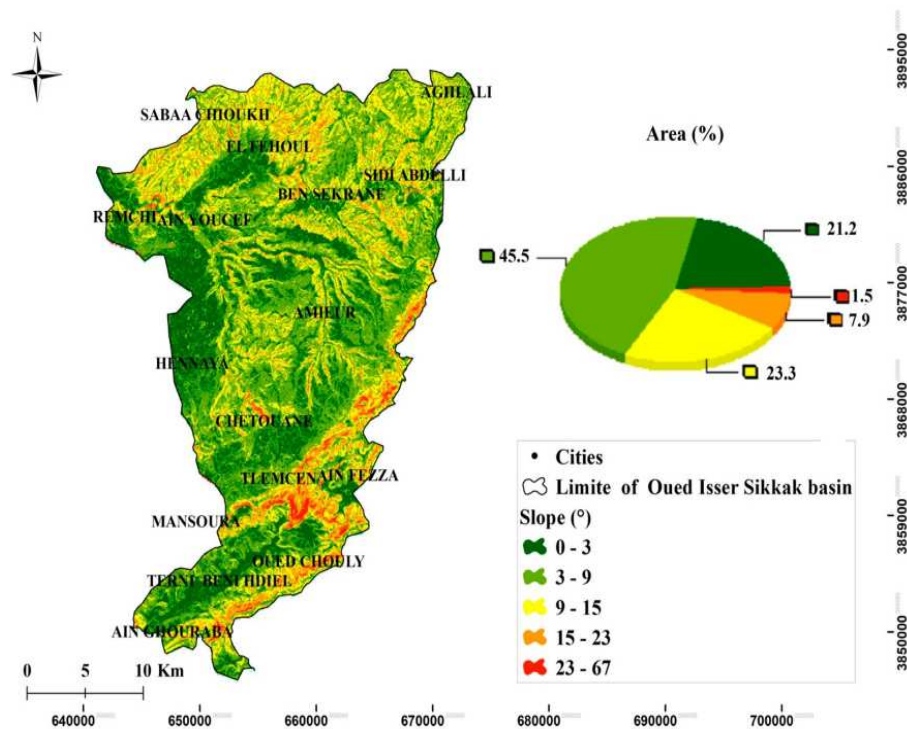 N
AGHLALI
SABAA CHIOUKH
EL FEHOUL
SIDI ABDELLI
BEN SEKRANE
REMCHI AIN YOUCEF
AMIEUR
HENNAYA
CHETOUANE
TLEMCEN AIN FEZZA
MANSOURA
OUED CHOULY
TERNI BENI HDIEL
AIN GHOURABA
0 5 10 Km
Area (%)
21.2
45.5
1.5
7.9
23.3
Cities
Limite of Oued Isser Sikkak basin
Slope (°)
0 - 3
3 - 9
9 - 15
15 - 23
23 - 67
3895000
3886000
3877000
3868000
3859000
3850000
640000 650000 660000 670000 680000 690000 700000